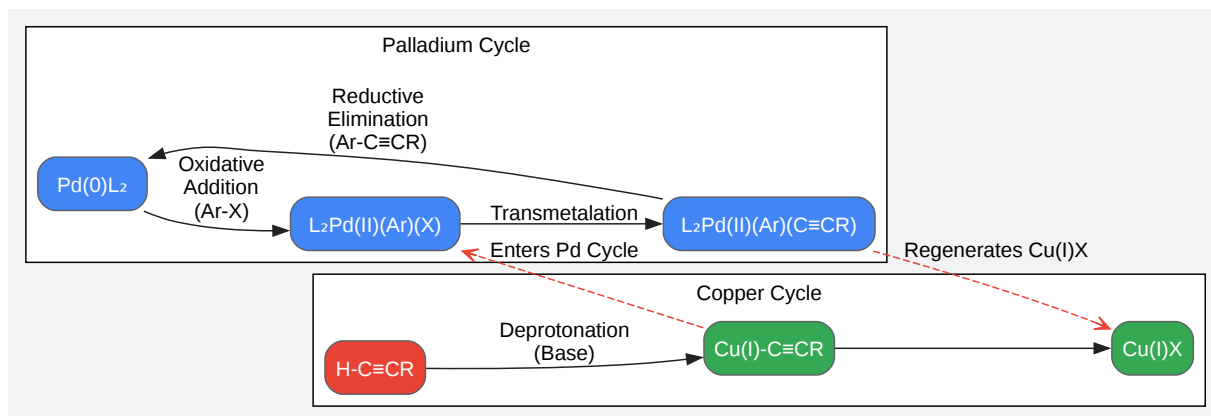 Palladium Cycle
Reductive
Elimination
(Ar-C≡CR)
Pd(0)L₂
Oxidative
Addition
(Ar-X)
L₂Pd(II)(Ar)(X)
Transmetalation
L₂Pd(II)(Ar)(C≡CR)
Enters Pd Cycle
Regenerates Cu(I)X
Copper Cycle
H-C≡CR
Deprotonation
(Base)
Cu(I)-C≡CR
Cu(I)X